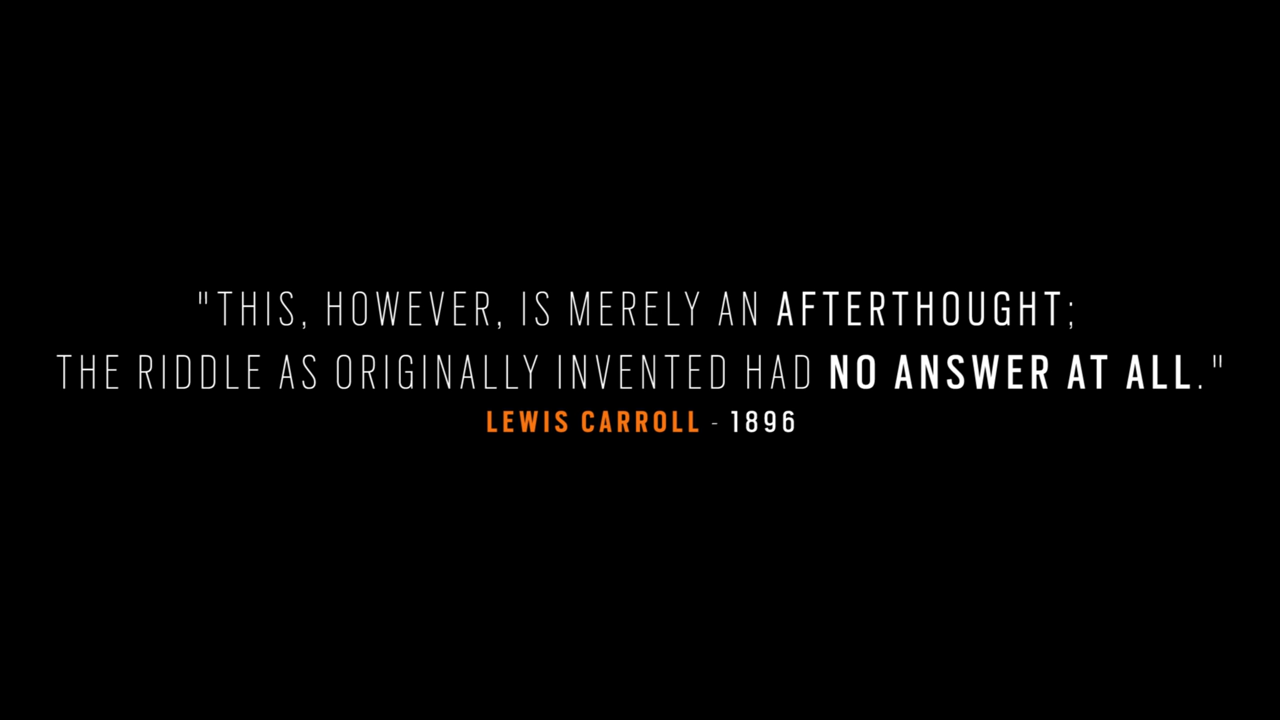 "THIS, HOWEVER, IS MERELY AN AFTERTHOUGHT;
THE RIDDLE AS ORIGINALLY INVENTED HAD NO ANSWER AT ALL."
LEWIS CARROLL - 1896